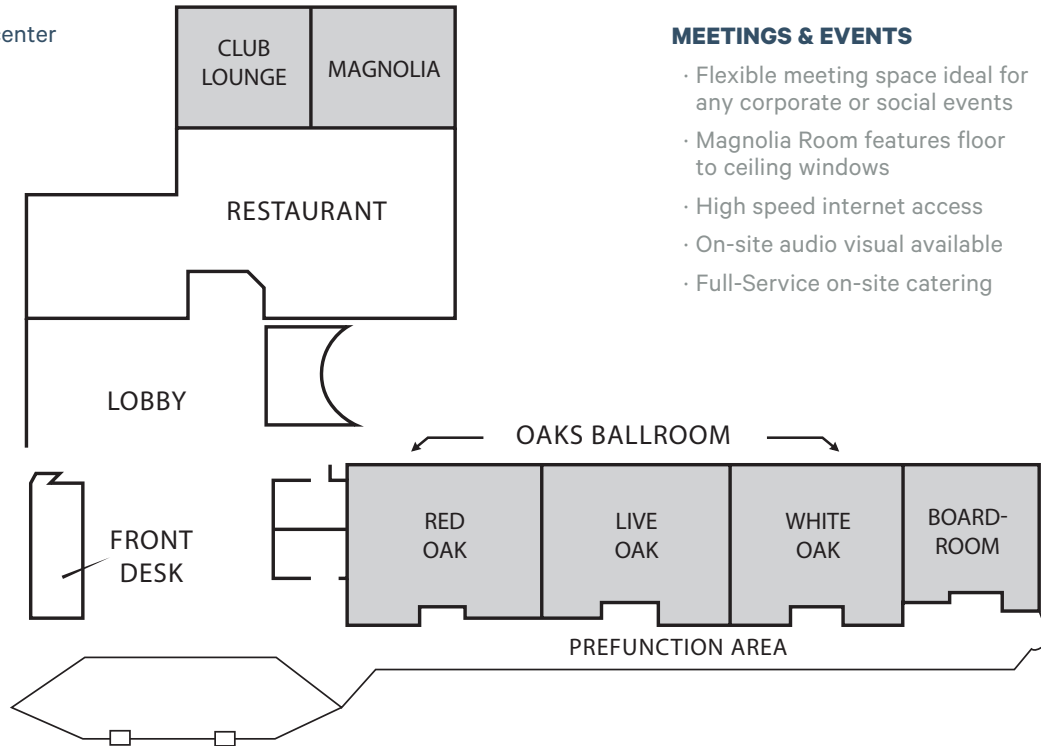 center
CLUB
LOUNGE
MAGNOLIA
RESTAURANT
LOBBY
FRONT
DESK
OAKS BALLROOM
RED
OAK
LIVE
OAK
WHITE
OAK
BOARD-
ROOM
PREFUNCTION AREA
MEETINGS & EVENTS
· Flexible meeting space ideal for
any corporate or social events
· Magnolia Room features floor
to ceiling windows
· High speed internet access
· On-site audio visual available
· Full-Service on-site catering